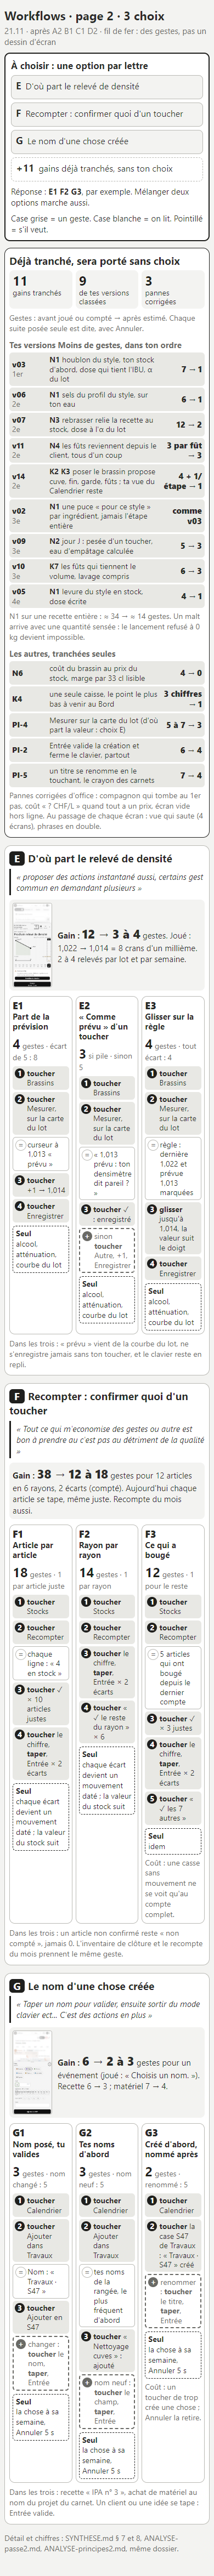 Workflows · page 2 · 3 choix
21.11 · après A2 B1 C1 D2 · fil de fer : des gestes, pas un
dessin d'écran
À choisir : une option par lettre
E D'où part le relevé de densité
F Recompter : confirmer quoi d'un toucher
G Le nom d'une chose créée
+11 gains déjà tranchés, sans ton choix
Réponse : E1 F2 G3, par exemple. Mélanger deux
options marche aussi.
Case grise = un geste. Case blanche = on lit. Pointillé
= s'il veut.
Déjà tranché, sera porté sans choix
11
gains tranchés
9
de tes versions
classées
3
pannes
corrigées
Gestes : avant joué ou compté → après estimé. Chaque
suite posée seule est dite, avec Annuler.
Tes versions Moins de gestes, dans ton ordre
v03
1er
N1 houblon du style, ton stock
d'abord, dose qui tient l'IBU, α
du lot
7 → 1
v06
2e
N1 sels du profil du style,
sur ton eau
6 → 1
v07
2e
N3 rebrasser relie la recette au
stock, dose à l'α du lot
12 → 2
v11
2e
N4 les fûts reviennent depuis le
client, tous d'un coup
3 par fût
→ 3
v14
2e
K2 K3 poser le brassin propose
cuve, fin, garde, fûts ; ta vue du
Calendrier reste
4 + 1/
étape → 1
v02
3e
N1 une puce « pour ce style »
par ingrédient, jamais l'étape
entière
comme
v03
v09
3e
N2 jour J : pesée d'un toucher,
eau d'empâtage calculée
5 → 3
v10
3e
K7 les fûts qui tiennent le
volume, lavage compris
6 → 3
v05
4e
N1 levure du style en stock,
dose écrite
4 → 1
N1 sur une recette entière : ≈ 34 → ≈ 14 gestes. Un malt
arrive avec une quantité sensée : le lancement refusé à 0
kg devient impossible.
Les autres, tranchées seules
N6
coût du brassin au prix du
stock, marge par 33 cl lisible
4 → 0
K4
une seule caisse, le point le plus
bas à venir au Bord
3 chiffres
→ 1
PI-4
Mesurer sur la carte du lot (d'où
part la valeur : choix E)
5 à 7 → 3
PI-2
Entrée valide la création et
ferme le clavier, partout
6 → 4
PI-5
un titre se renomme en le
touchant, le crayon des carnets
7 → 4
Pannes corrigées d'office : compagnon qui tombe au 1er
pas, coût « ? CHF/L » quand tout a un prix, écran vide
hors ligne. Au passage de chaque écran : vue qui saute (4
écrans), phrases en double.
E D'où part le relevé de densité
« proposer des actions instantané aussi, certains gest
commun en demandant plusieurs »
Gain : 12 → 3 à 4 gestes. Joué :
1,022 → 1,014 = 8 crans d'un millième.
2 à 4 relevés par lot et par semaine.
E1
Part de la
prévision
4 gestes · écart
de 5 : 8
1 toucher
Brassins
2 toucher
Mesurer,
sur la carte
du lot
= curseur à
1,013 «
prévu »
3 toucher
+1 → 1,014
4 toucher
Enregistrer
Seul
alcool,
atténuation,
courbe du lot
E2
« Comme
prévu » d'un
toucher
3 si pile · sinon
5
1 toucher
Brassins
2 toucher
Mesurer,
sur la carte
du lot
= « 1,013
prévu : ton
densimètre
dit pareil ?
»
3 toucher ✓
: enregistré
+ sinon
toucher
Autre, +1,
Enregistrer
Seul
alcool,
atténuation,
courbe du lot
E3
Glisser sur la
règle
4 gestes · tout
écart : 4
1 toucher
Brassins
2 toucher
Mesurer,
sur la carte
du lot
= règle :
dernière
1,022 et
prévue
1,013
marquées
3 glisser
jusqu'à
1,014, la
valeur suit
le doigt
4 toucher
Enregistrer
Seul
alcool,
atténuation,
courbe du lot
Dans les trois : « prévu » vient de la courbe du lot, ne
s'enregistre jamais sans ton toucher, et le clavier reste en
repli.
F Recompter : confirmer quoi d'un
toucher
« Tout ce qui m'economise des gestes ou autre est
bon à prendre au c'est pas au détriment de la qualité
»
Gain : 38 → 12 à 18 gestes pour 12 articles
en 6 rayons, 2 écarts (compté). Aujourd'hui chaque
article se tape, même juste. Recompte du mois
aussi.
F1
Article par
article
18 gestes · 1
par article juste
1 toucher
Stocks
2 toucher
Recompter
= chaque
ligne : « 4
en stock »
3 toucher ✓
× 10
articles
justes
4 toucher le
chiffre,
taper,
Entrée × 2
écarts
Seul
chaque écart
devient un
mouvement
daté ; la valeur
du stock suit
F2
Rayon par
rayon
14 gestes · 1
par rayon
1 toucher
Stocks
2 toucher
Recompter
3 toucher le
chiffre,
taper,
Entrée × 2
écarts
4 toucher «
✓ le reste
du rayon »
× 6
Seul
chaque écart
devient un
mouvement
daté ; la valeur
du stock suit
F3
Ce qui a
bougé
12 gestes · 1
pour le reste
1 toucher
Stocks
2 toucher
Recompter
= 5 articles
qui ont
bougé
depuis le
dernier
compte
3 toucher ✓
× 3 justes
4 toucher le
chiffre,
taper,
Entrée × 2
écarts
5 toucher «
✓ les 7
autres »
Seul
idem
Coût : une casse
sans
mouvement ne
se voit qu'au
compte
complet.
Dans les trois : un article non confirmé reste « non
compté », jamais 0. L'inventaire de clôture et le recompte
du mois prennent le même geste.
G Le nom d'une chose créée
« Taper un nom pour valider, ensuite sortir du mode
clavier ect... C'est des actions en plus »
Gain : 6 → 2 à 3 gestes pour un
événement (joué : « Choisis un nom. »).
Recette 6 → 3 ; matériel 7 → 4.
G1
Nom posé, tu
valides
3 gestes · nom
changé : 5
1 toucher
Calendrier
2 toucher
Ajouter
dans
Travaux
= Nom : «
Travaux ·
S47 »
3 toucher
Ajouter en
S47
+ changer :
toucher le
nom,
taper,
Entrée
Seul
la chose à sa
semaine,
Annuler 5 s
G2
Tes noms
d'abord
3 gestes · nom
neuf : 5
1 toucher
Calendrier
2 toucher
Ajouter
dans
Travaux
= tes noms
de la
rangée, le
plus
fréquent
d'abord
3 toucher «
Nettoyage
cuves » :
ajouté
+ nom neuf :
toucher le
champ,
taper,
Entrée
Seul
la chose à sa
semaine,
Annuler 5 s
G3
Créé d'abord,
nommé après
2 gestes ·
renommé : 5
1 toucher
Calendrier
2 toucher la
case S47
de Travaux
: « Travaux ·
S47 » créé
+ renommer
: toucher
le titre,
taper,
Entrée
Seul
la chose à sa
semaine,
Annuler 5 s
Coût : un
toucher de trop
crée une chose ;
Annuler la retire.
Dans les trois : recette « IPA n° 3 », achat de matériel au
nom du projet du carnet. Un client ou une idée se tape :
Entrée valide.
Détail et chiffres : SYNTHESE.md § 7 et 8, ANALYSE-
passe2.md, ANALYSE-principes2.md, même dossier.